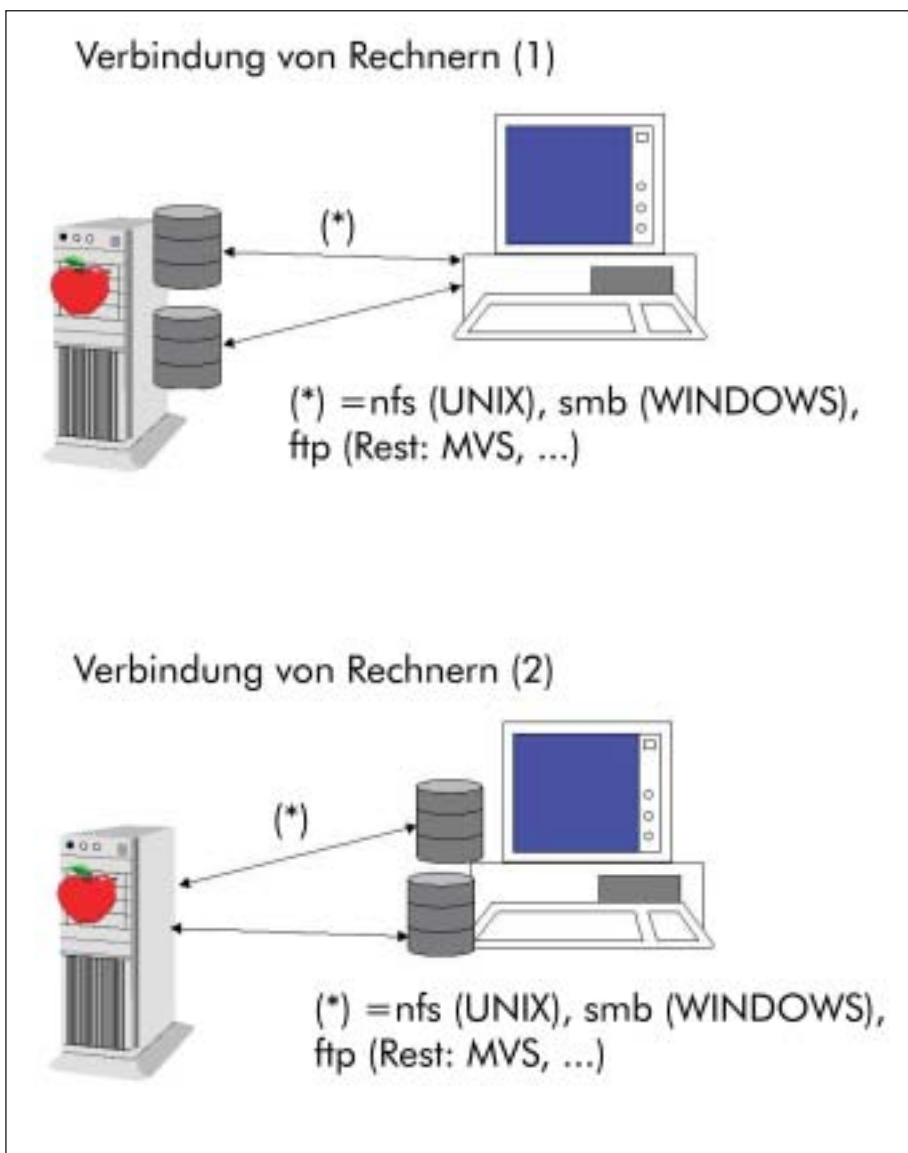 Verbindung von Rechnern (1)
(*)
(*) =nfs (UNIX), smb (WINDOWS),
ftp (Rest: MVS, ...)
Verbindung von Rechnern (2)
(*)
(*) =nfs (UNIX), smb (WINDOWS),
ftp (Rest: MVS, ...)